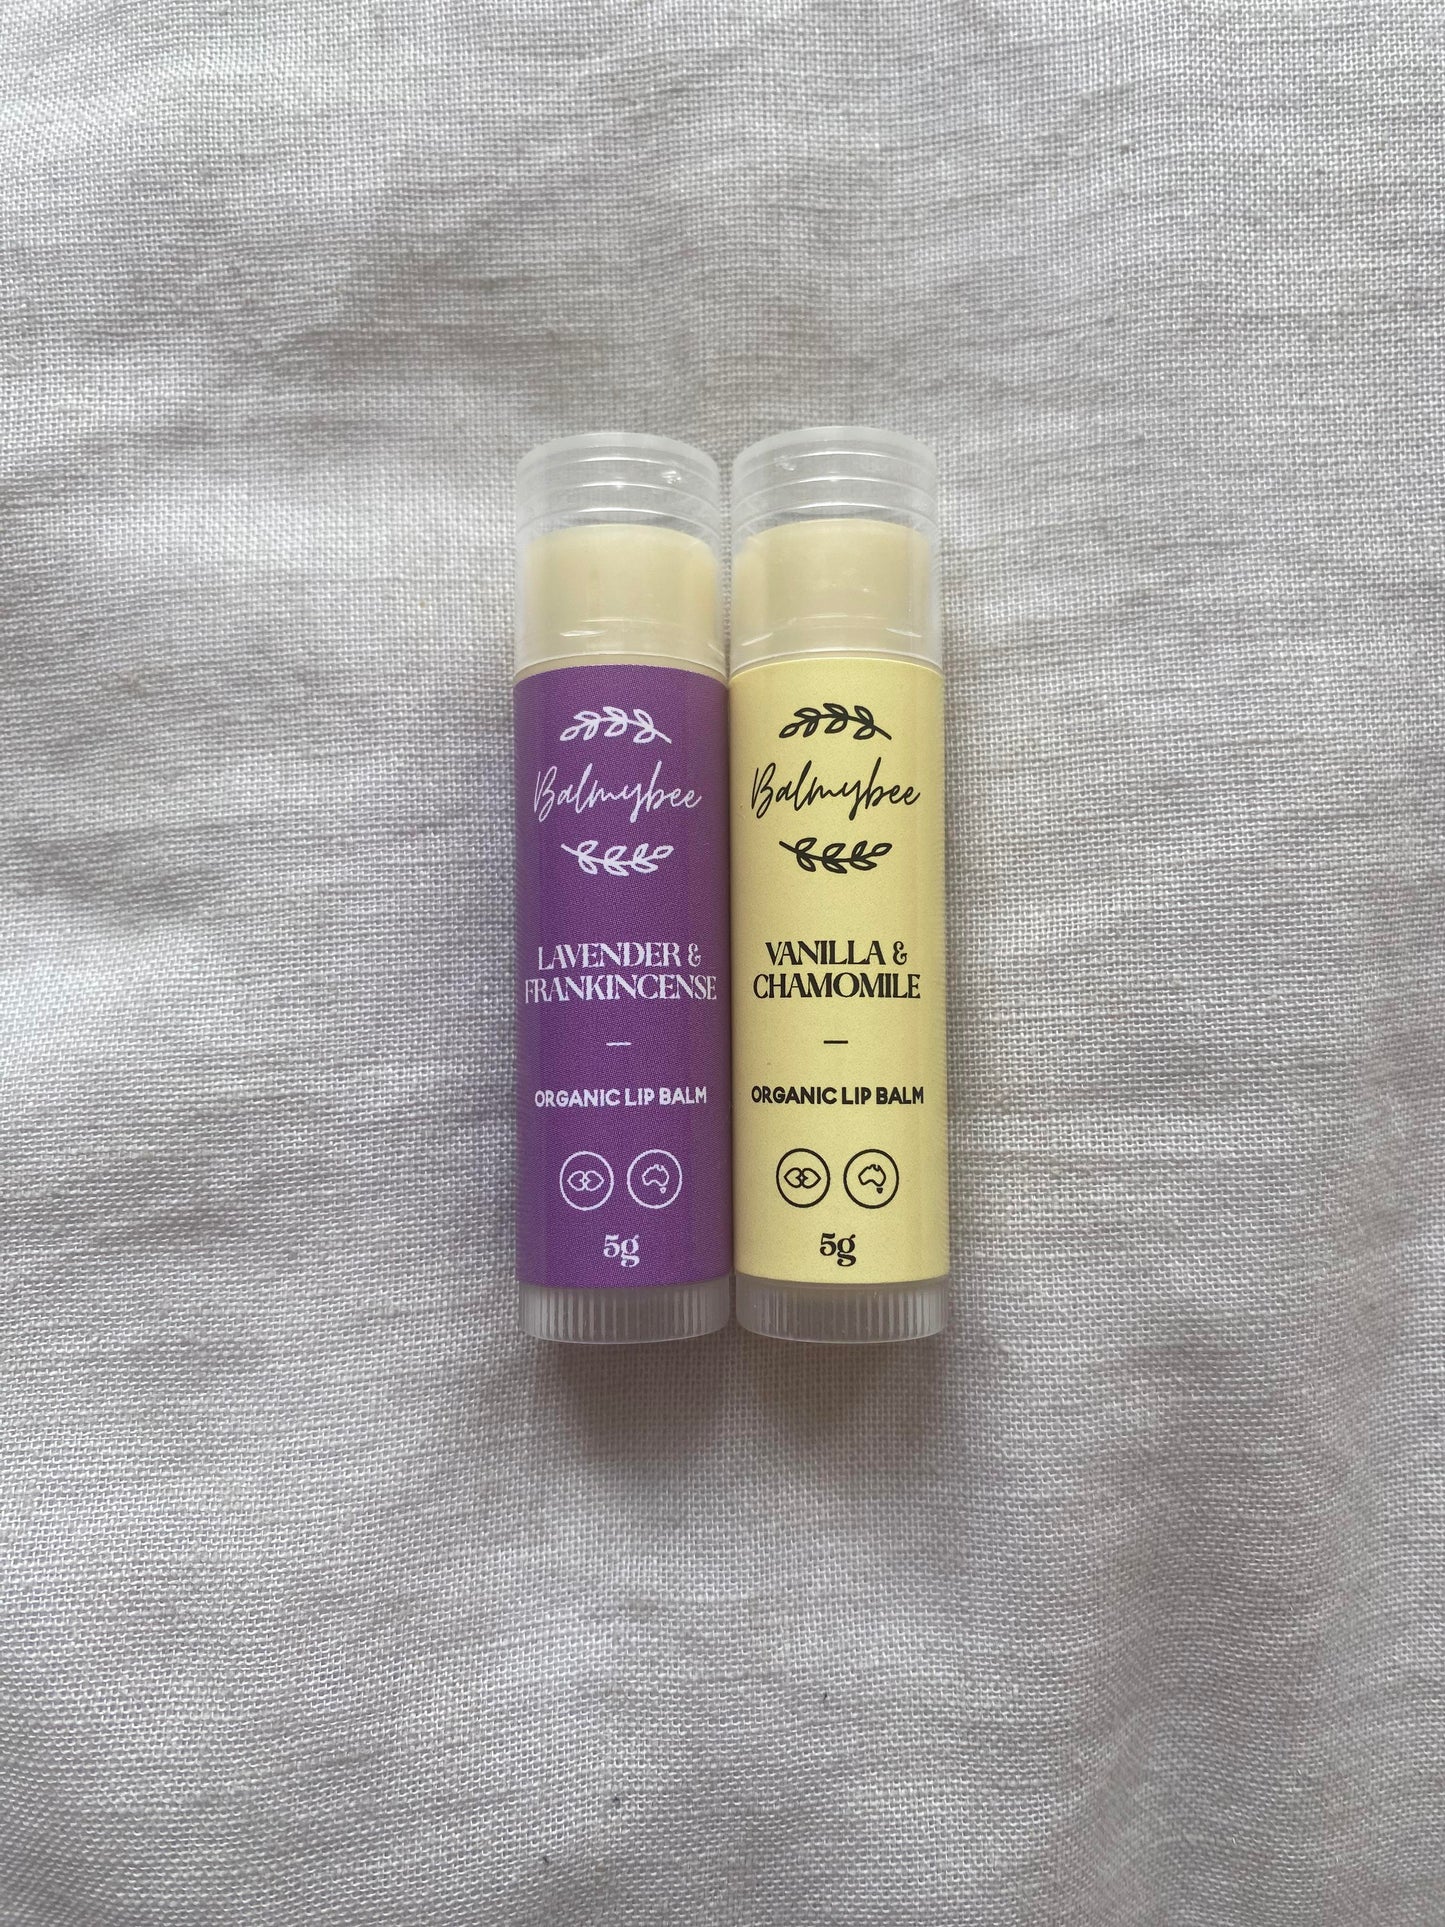 Balmybee
LAVENDER &
FRANKINCENSE
ORGANIC LIP BALM
5g
Balmybee
VANILLA &
CHAMOMILE
ORGANIC LIP BALM
5g